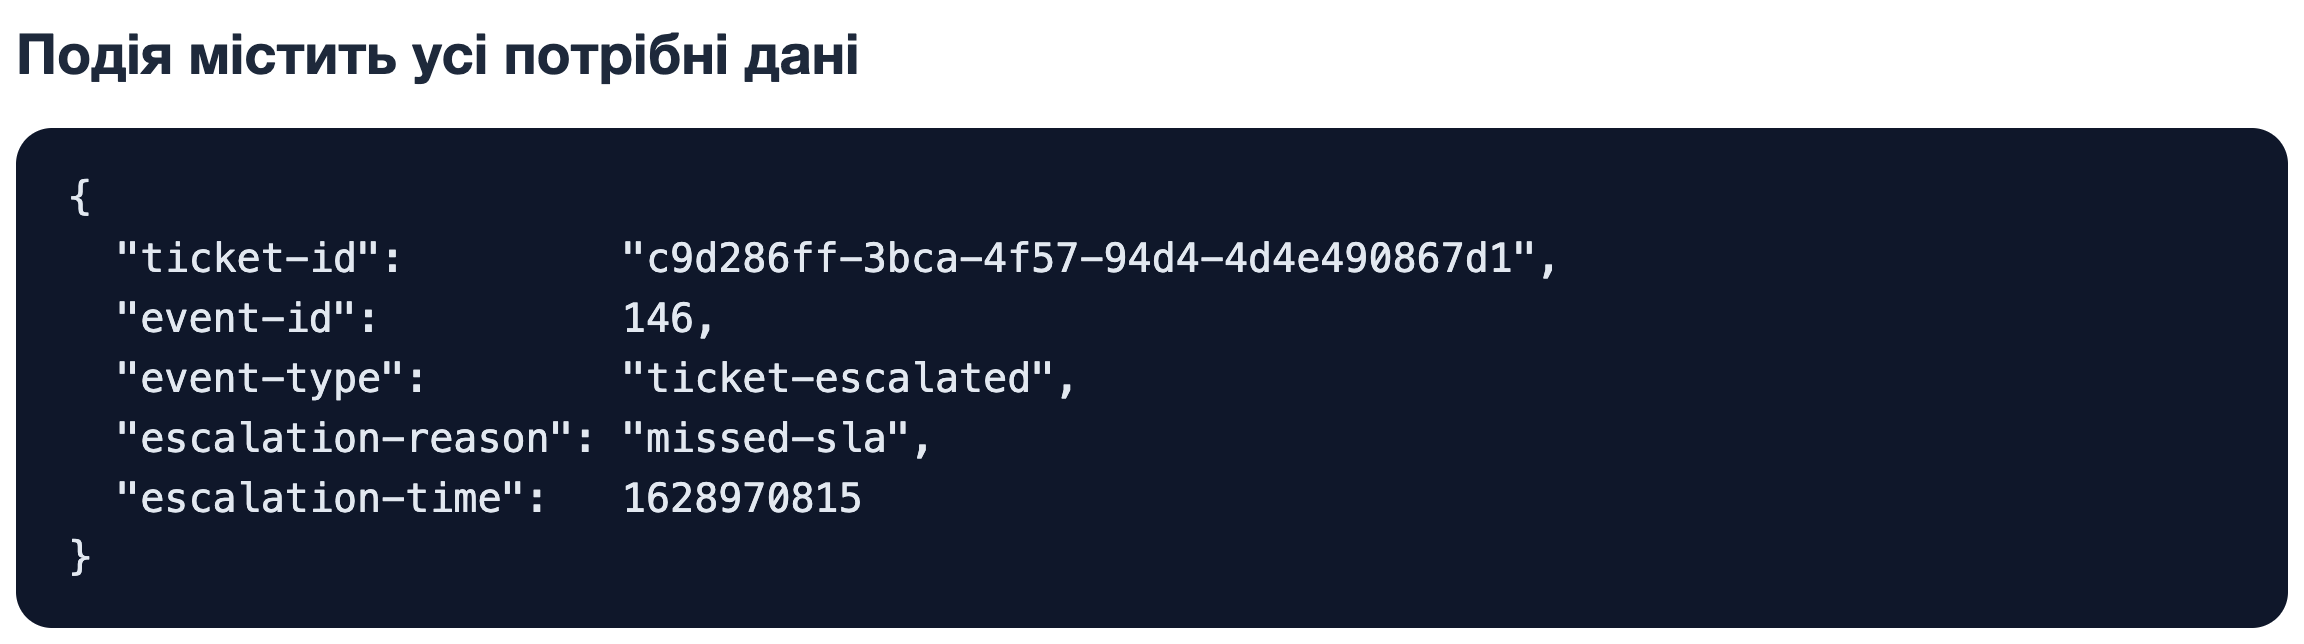 Подія містить усі потрібні дані
{
  "ticket-id":         "c9d286ff-3bca-4f57-94d4-4d4e490867d1",
  "event-id":          146,
  "event-type":        "ticket-escalated",
  "escalation-reason": "missed-sla",
  "escalation-time":   1628970815
}